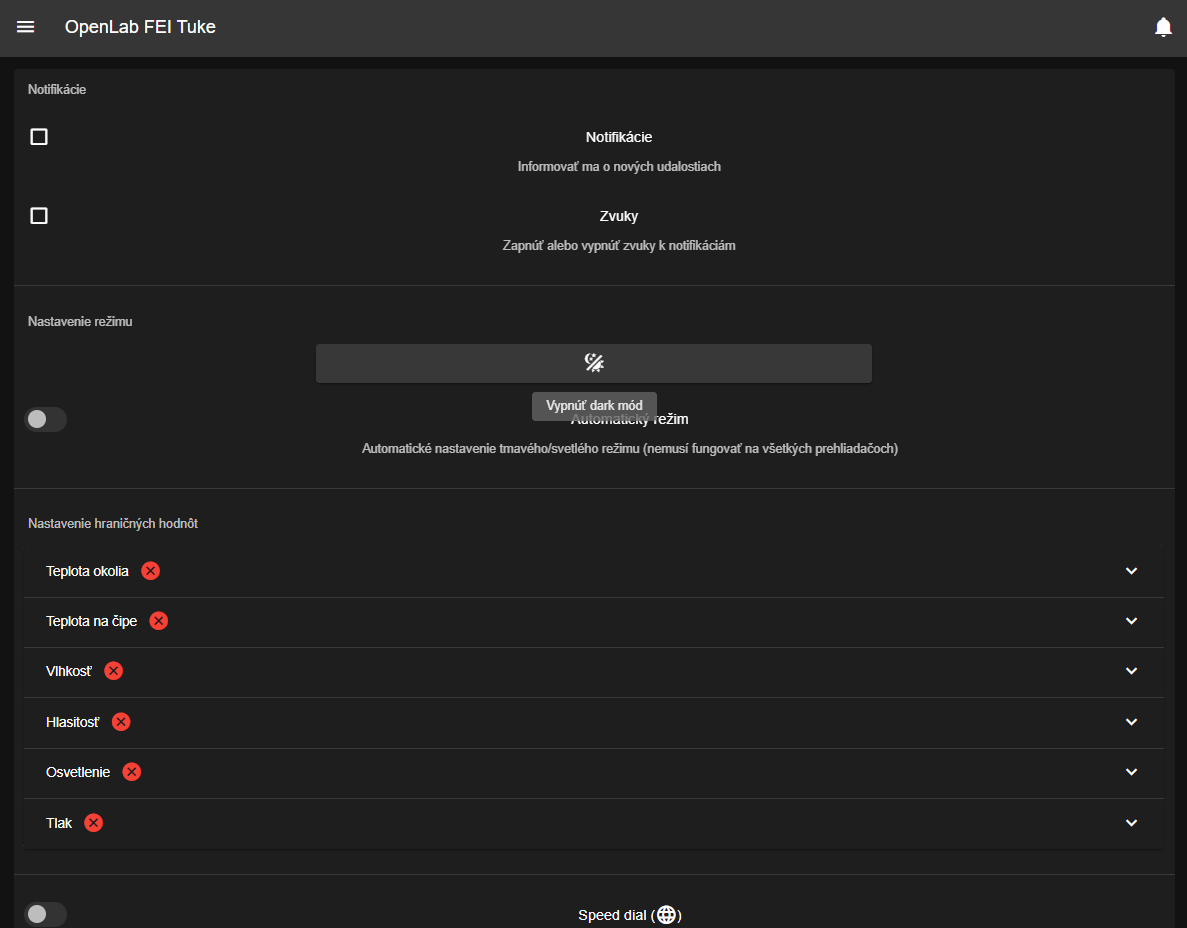 OpenLab FEI Tuke
Notifikácie
Notifikácie
Informovať ma o nových udalostiach
Zvuky
Zapnúť alebo vypnúť zvuky k notifikáciám
Nastavenie režimu
Vypnúť dark mód
Automatický režim
Automatické nastavenie tmavého/svetlého režimu (nemusí fungovať na všetkých prehliadačoch)
Nastavenie hraničných hodnôt
Teplota okolia
Teplota na čipe
Vlhkosť
Hlasitosť
Osvetlenie
Tlak
Speed dial ()